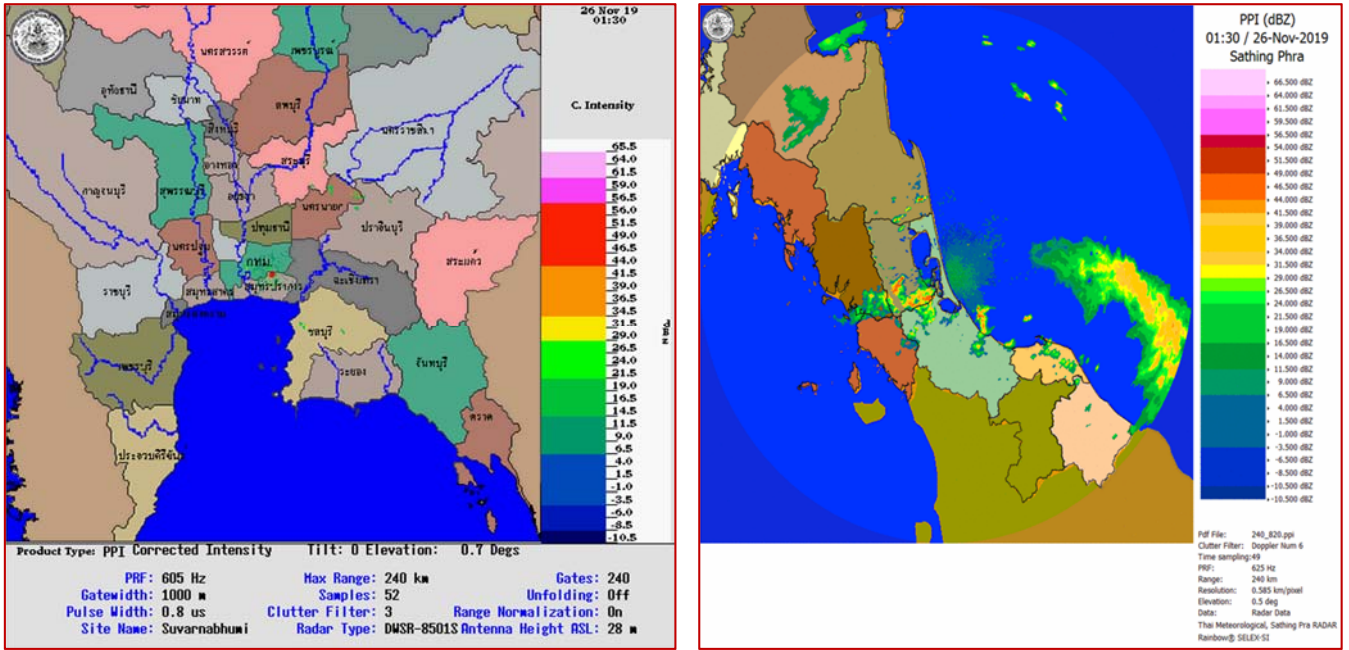 26 Nov 19
01:30
C. Intensity
65.5
64.0
61.5
59.0
56.5
56.0
51.5
49.0
46.5
44.0
41.5
39.0
36.5
34.0
31.5
29.0
26.5
24.0
21.5
19.0
16.5
14.5
11.5
9.0
6.5
4.0
1.5
-1.0
-3.5
-6.0
-8.5
-10.5
นครสวรรค์
เพชรบูรณ์
อุทัยธานี
ชัยนาท
ลพบุรี
สิงห์บุรี
นครราชสีมา
สระบุรี
อ่างทอง
กาญจนบุรี
สุพรรณบุรี
อยุธยา
นครนายก
ปทุมธานี
ปราจีนบุรี
นครปฐม
กทม.
สระแก้ว
ราชบุรี
สมุทรสาคร
สมุทรปราการ
ฉะเชิงเทรา
สมุทรสงคราม
ชลบุรี
เพชรบุรี
ระยอง
จันทบุรี
ตราด
ประจวบคีรีขันธ์
Product Type: PPI Corrected Intensity Tilt: 0 Elevation: 0.7 Degs
PRF: 605 Hz Max Range: 240 km Gates: 240
Gatewidth: 1000 m Samples: 52 Unfolding: Off
Pulse Width: 0.8 us Clutter Filter: 3 Range Normalization: On
Site Name: Suvarnabhumi Radar Type: DWSR-8501S Antenna Height ASL: 28 m
PPI (dBZ)
01:30 / 26-Nov-2019
Sathing Phra
66.500 dBZ
64.000 dBZ
61.500 dBZ
59.500 dBZ
56.500 dBZ
54.000 dBZ
51.500 dBZ
49.000 dBZ
46.500 dBZ
44.000 dBZ
41.500 dBZ
39.000 dBZ
36.500 dBZ
34.000 dBZ
31.500 dBZ
29.000 dBZ
26.500 dBZ
24.000 dBZ
21.500 dBZ
19.000 dBZ
16.500 dBZ
14.000 dBZ
11.500 dBZ
9.000 dBZ
6.500 dBZ
4.000 dBZ
1.500 dBZ
-1.000 dBZ
-3.500 dBZ
-6.500 dBZ
-8.500 dBZ
-10.500 dBZ
-10.500 dBZ
Pdf File: 240_820.ppi
Clutter Filter: Doppler Num 6
Time sampling:49
PRF: 625 Hz
Range: 240 km
Resolution: 0.585 km/pixel
Elevation: 0.5 deg
Data: Radar Data
Thai Meteorological, Sathing Pra RADAR
Rainbow® SELEX-SI